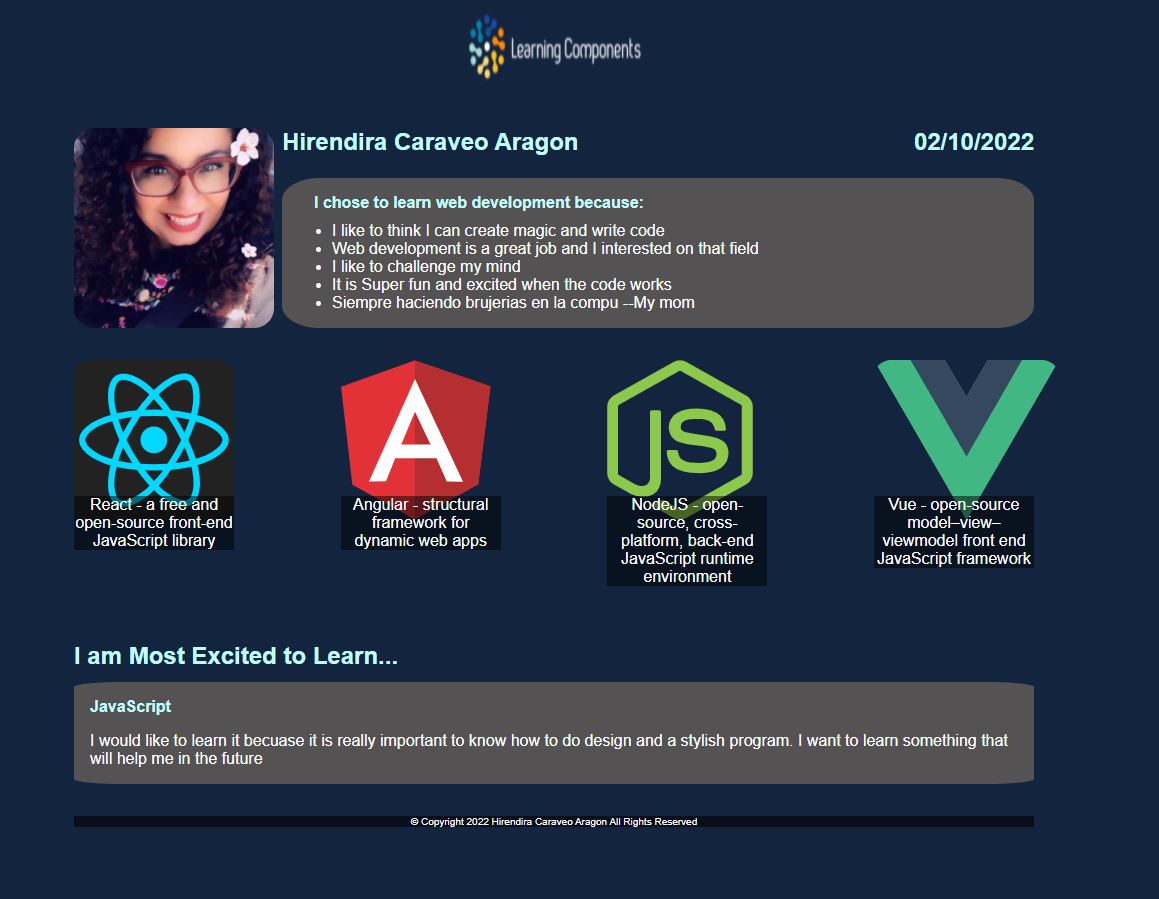 Learning Components
Hirendira Caraveo Aragon
02/10/2022
I chose to learn web development because:
I like to think I can create magic and write code
Web development is a great job and I interested on that field
I like to challenge my mind
It is Super fun and excited when the code works
Siempre haciendo brujerias en la compu --My mom
JS
React - a free and
open-source front-end
JavaScript library
Angular - structural
framework for
dynamic web apps
NodeJS - open-
source, cross-
platform, back-end
JavaScript runtime
environment
Vue - open-source
model–view–
viewmodel front end
JavaScript framework
I am Most Excited to Learn...
JavaScript
I would like to learn it becuase it is really important to know how to do design and a stylish program. I want to learn something that
will help me in the future
© Copyright 2022 Hirendira Caraveo Aragon All Rights Reserved